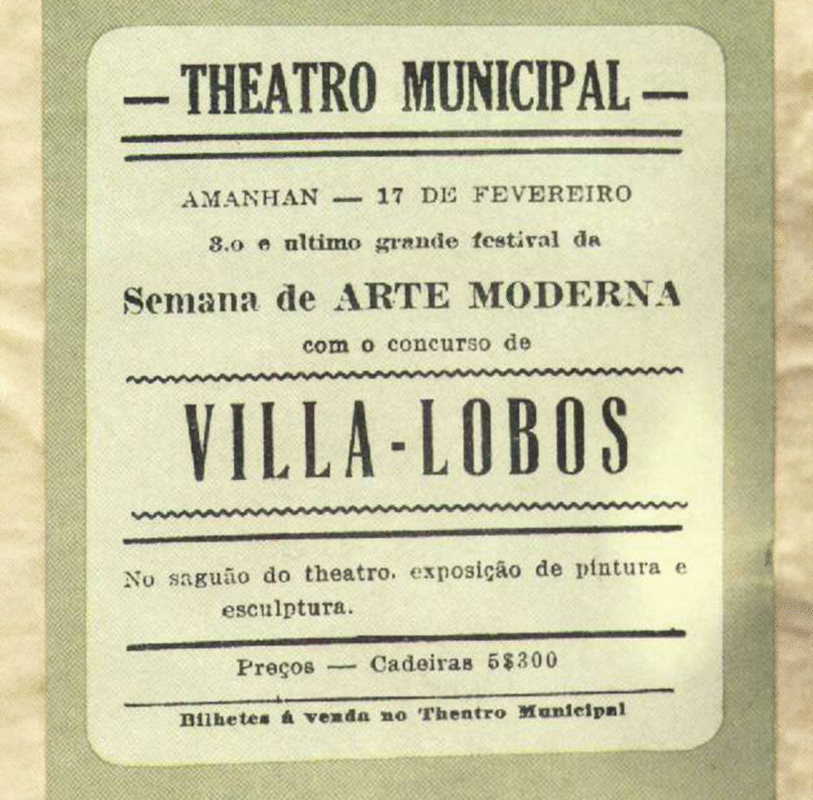 — THEATRO MUNICIPAL —
AMANHAN — 17 DE FEVEREIRO
3.o e ultimo grande festival da
Semana de ARTE MODERNA
com o concurso de
VILLA-LOBOS
No saguão do theatro. exposição de pintura e
esculptura.
Preços — Cadeiras 5$300
Bilhetes á venda no Theatro Municipal